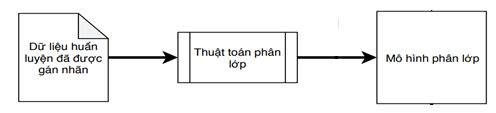 Dữ liệu huấn
luyện đã được
gán nhãn
Thuật toán phân
lớp
Mô hình phân lớp